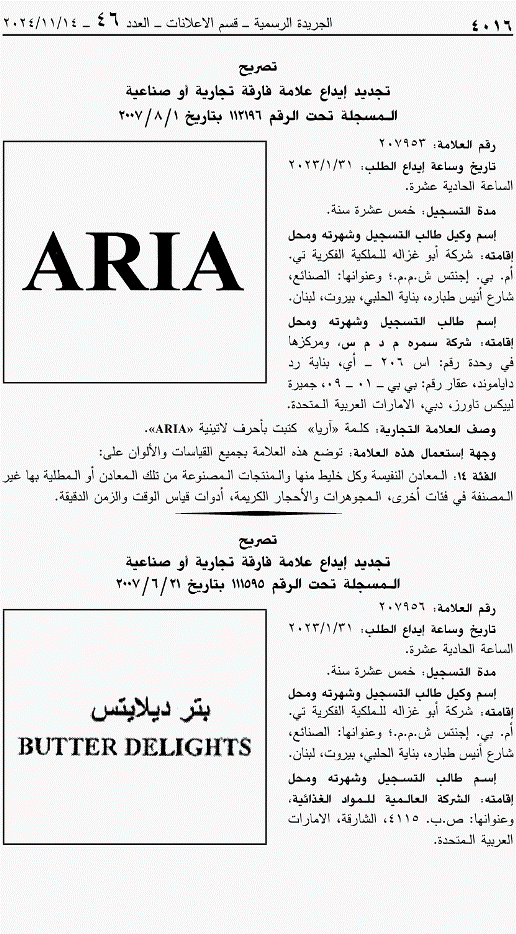 ٤٠١٦
الجريدة الرسمية ــ قسم الاعلانات ــ العدد ٤٦ ــ ٢٠٢٤/١١/١٤
تصريح
تجديد إيداع علامة فارقة تجارية أو صناعية
المسجلة تحت الرقم ١١٢١٩٦ بتاريخ ٢٠٠٧/٨/١
ARIA
رقم العلامة: ٢٠٧٩٥٣
تاريخ وساعة إيداع الطلب: ٢٠٢٣/١/٣١
الساعة الحادية عشرة.
مدة التسجيل: خمس عشرة سنة.
إسم وكيل طالب التسجيل وشهرته ومحل
إقامته: شركة أبو غزاله للملكية الفكرية تي.
أم. بي. إجنتس ش.م.م.؛ وعنوانها: الصنائع،
شارع أنيس طباره، بناية الحلبي، بيروت، لبنان.
إسم طالب التسجيل وشهرته ومحل
إقامته: شركة سمره م د م س، ومركزها
في وحدة رقم: اس ٢٠٦ ــ أي، بناية رد
دايموند، عقار رقم: بي بي ــ ٠١ ــ ٠٩، جميرة
ليبكس تاورز، دبي، الامارات العربية المتحدة.
وصف العلامة التجارية: كلمة «آريا» كتبت بأحرف لاتينية «ARIA».
وجهة إستعمال هذه العلامة: توضع هذه العلامة بجميع القياسات والألوان على:
الفئة ١٤: المعادن النفيسة وكل خليط منها والمنتجات المصنوعة من تلك المعادن أو المطلية بها غير
المصنفة في فئات أخرى، المجوهرات والأحجار الكريمة، أدوات قياس الوقت والزمن الدقيقة.
تصريح
تجديد إيداع علامة فارقة تجارية أو صناعية
المسجلة تحت الرقم ١١١٥٩٥ بتاريخ ٢٠٠٧/٦/٢١
بتر ديلايتس
BUTTER DELIGHTS
رقم العلامة: ٢٠٧٩٥٦
تاريخ وساعة إيداع الطلب: ٢٠٢٣/١/٣١
الساعة الحادية عشرة.
مدة التسجيل: خمس عشرة سنة.
إسم وكيل طالب التسجيل وشهرته ومحل
إقامته: شركة أبو غزاله للملكية الفكرية تي.
أم. بي. إجنتس ش.م.م.؛ وعنوانها: الصنائع،
شارع أنيس طباره، بناية الحلبي، بيروت، لبنان.
إسم طالب التسجيل وشهرته ومحل
إقامته: الشركة العالمية للمواد الغذائية،
وعنوانها: ص.ب. ٤١١٥، الشارقة، الامارات
العربية المتحدة.